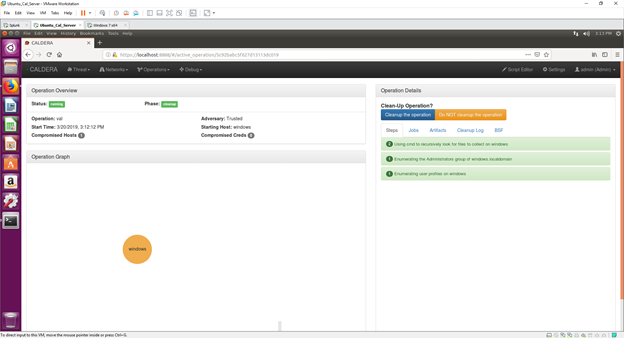 Ubuntu_Cal_Server - VMware Workstation
File Edit View VM Tabs Help
Splunk Ubuntu_Cal_Server Windows 7 x64
File Edit View History Bookmarks Tools Help
3:13 PM
CALDERA
https://localhost:8888/#/active_operation/
CALDERA Threat Networks Operations Debug Script Editor Settings admin (Admin)
Operation Overview
Status: running Phase: cleanup
Operation: val Adversary: Trusted
Start Time: 3/20/2019, 3:12:12 PM Starting Host: windows
Compromised Hosts 1 Compromised Creds 0
Operation Graph
windows
Operation Details
Clean-Up Operation?
Cleanup the operation Do NOT cleanup the operation
Steps Jobs Artifacts Cleanup Log BSF
Using cmd to recursively look for files to collect on windows
1 Enumerating the Administrators group of windows localdomain
1 Enumerating user profiles on windows
To direct input to this VM, move the mouse pointer inside or press Ctrl+G.